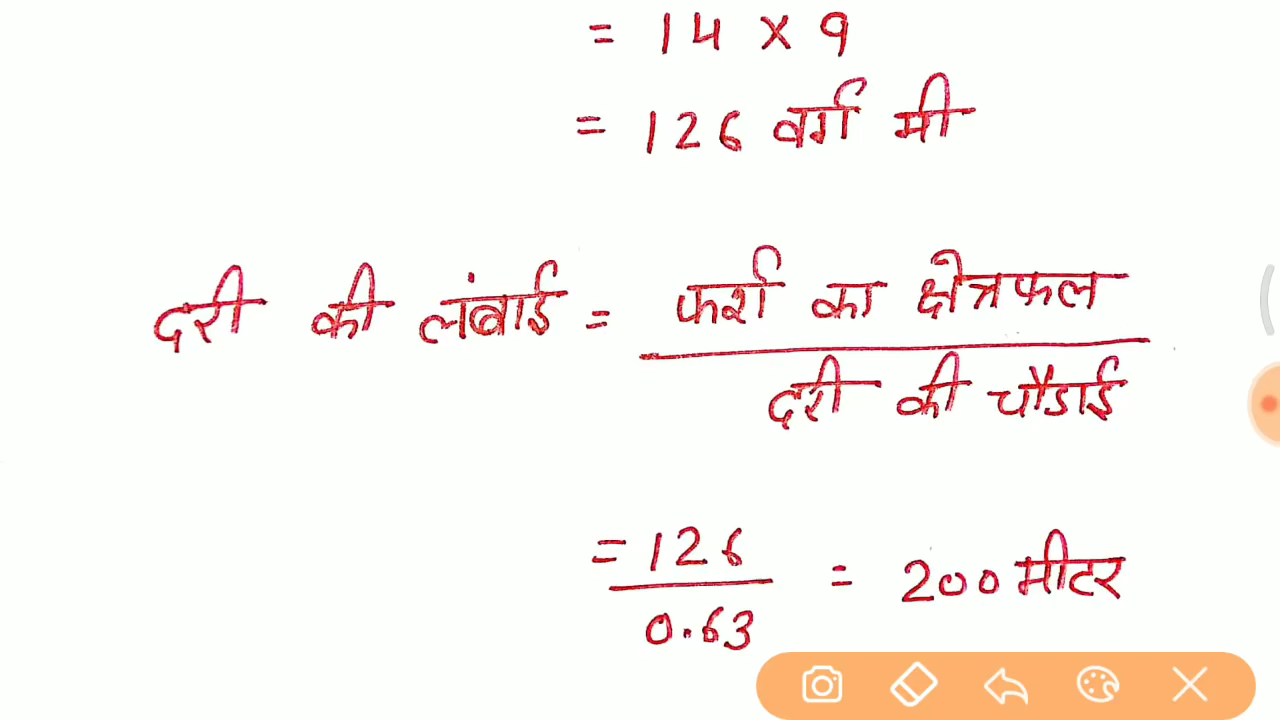 = 14 × 9
= 126 वर्ग मी
दरी की लंबाई = फर्श का क्षेत्रफल
दरी की चौडाई
= 126
0.63
= 200 मीटर